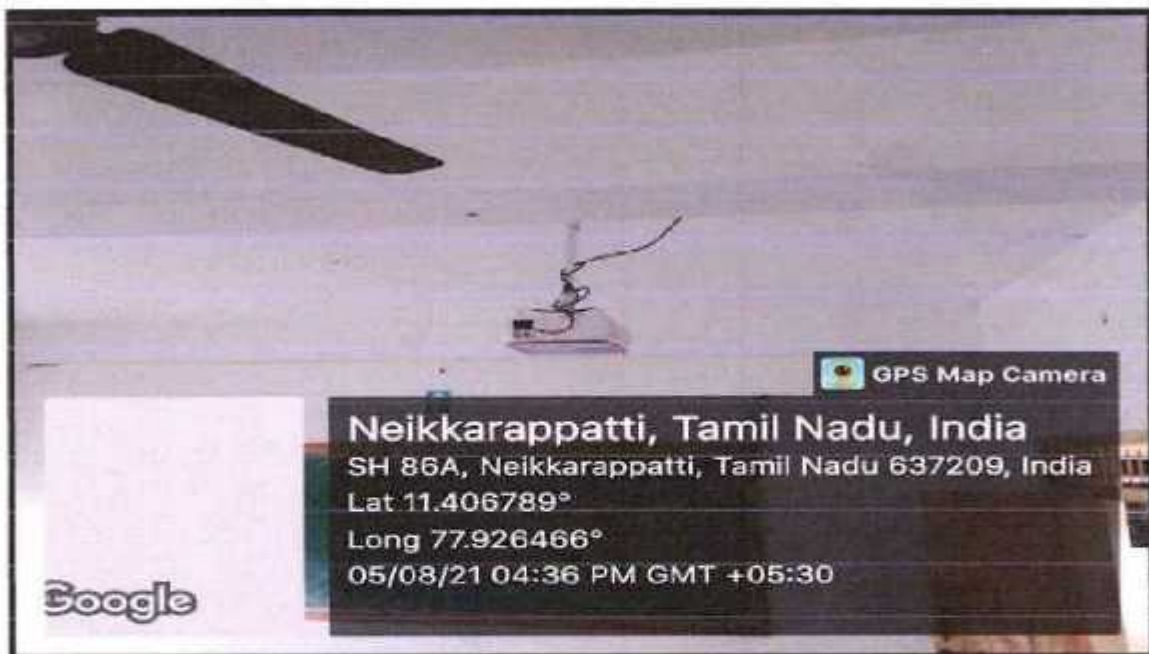 GPS Map Camera
Neikkarappatti, Tamil Nadu, India
SH 86A, Neikkarappatti, Tamil Nadu 637209, India
Lat 11.406789°
Long 77.926466°
05/08/21 04:36 PM GMT +05:30
Google